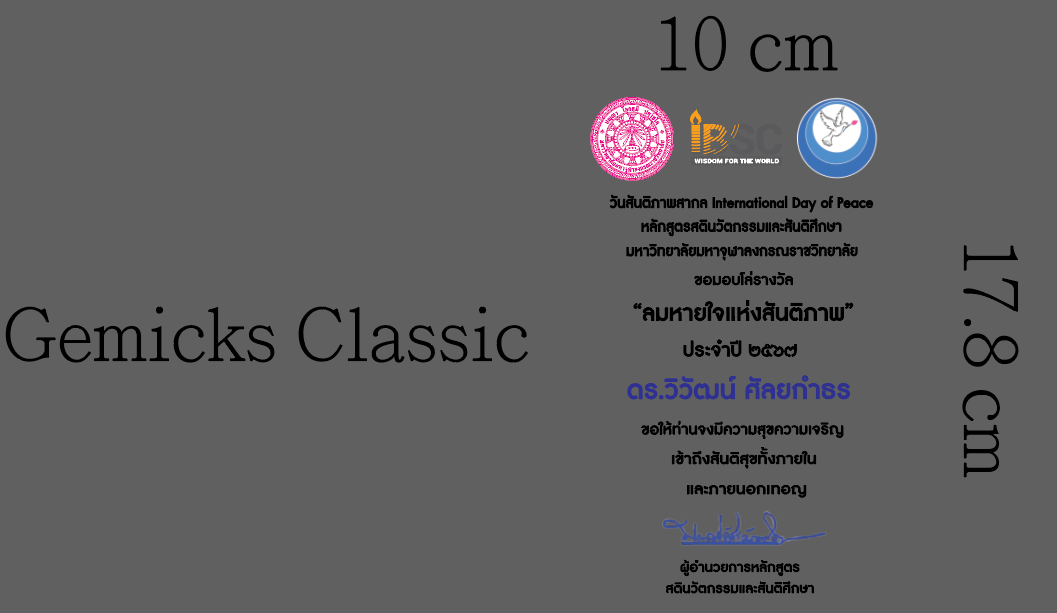 10 cm
IBSC
WISDOM FOR THE WORLD
วันสันติภาพสากล International Day of Peace
หลักสูตรสตินวัตกรรมและสันติศึกษา
มหาวิทยาลัยมหาจุฬาลงกรณราชวิทยาลัย
ขอมอบโล่รางวัล
“ลมหายใจแห่งสันติภาพ”
ประจำปี ๒๕๖๗
ดร.วิวัฒน์ ศัลยกำธร
ขอให้ท่านจงมีความสุขความเจริญ
เข้าถึงสันติสุขทั้งภายใน
และภายนอกเทอญ
ผู้อำนวยการหลักสูตร
สตินวัตกรรมและสันติศึกษา
Gemicks Classic
17.8 cm